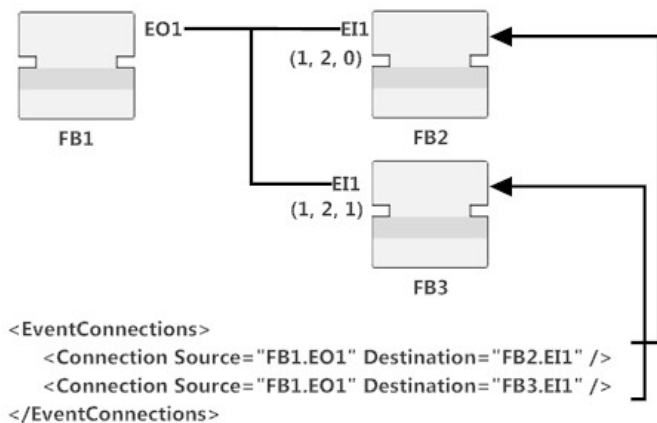 EO1
EI1
(1, 2, 0)
FB1
FB2
EI1
(1, 2, 1)
FB3
<EventConnections>
<Connection Source="FB1.EO1" Destination="FB2.EI1" />
<Connection Source="FB1.EO1" Destination="FB3.EI1" />
</EventConnections>